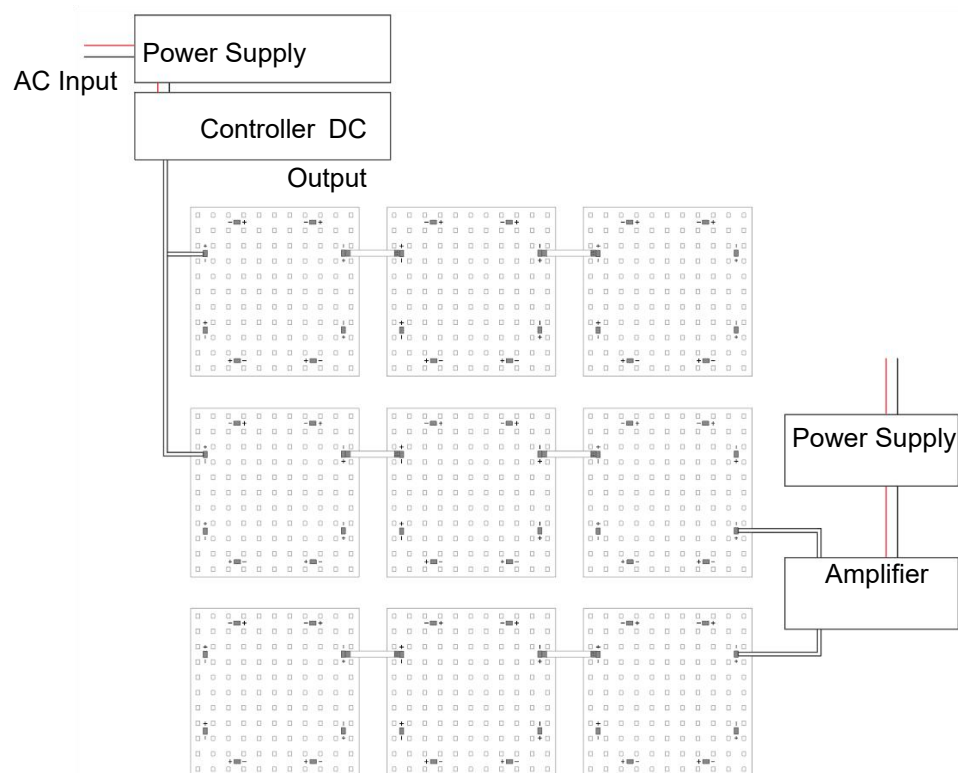 Power Supply
AC Input
Controller DC
Output
Power Supply
Amplifier